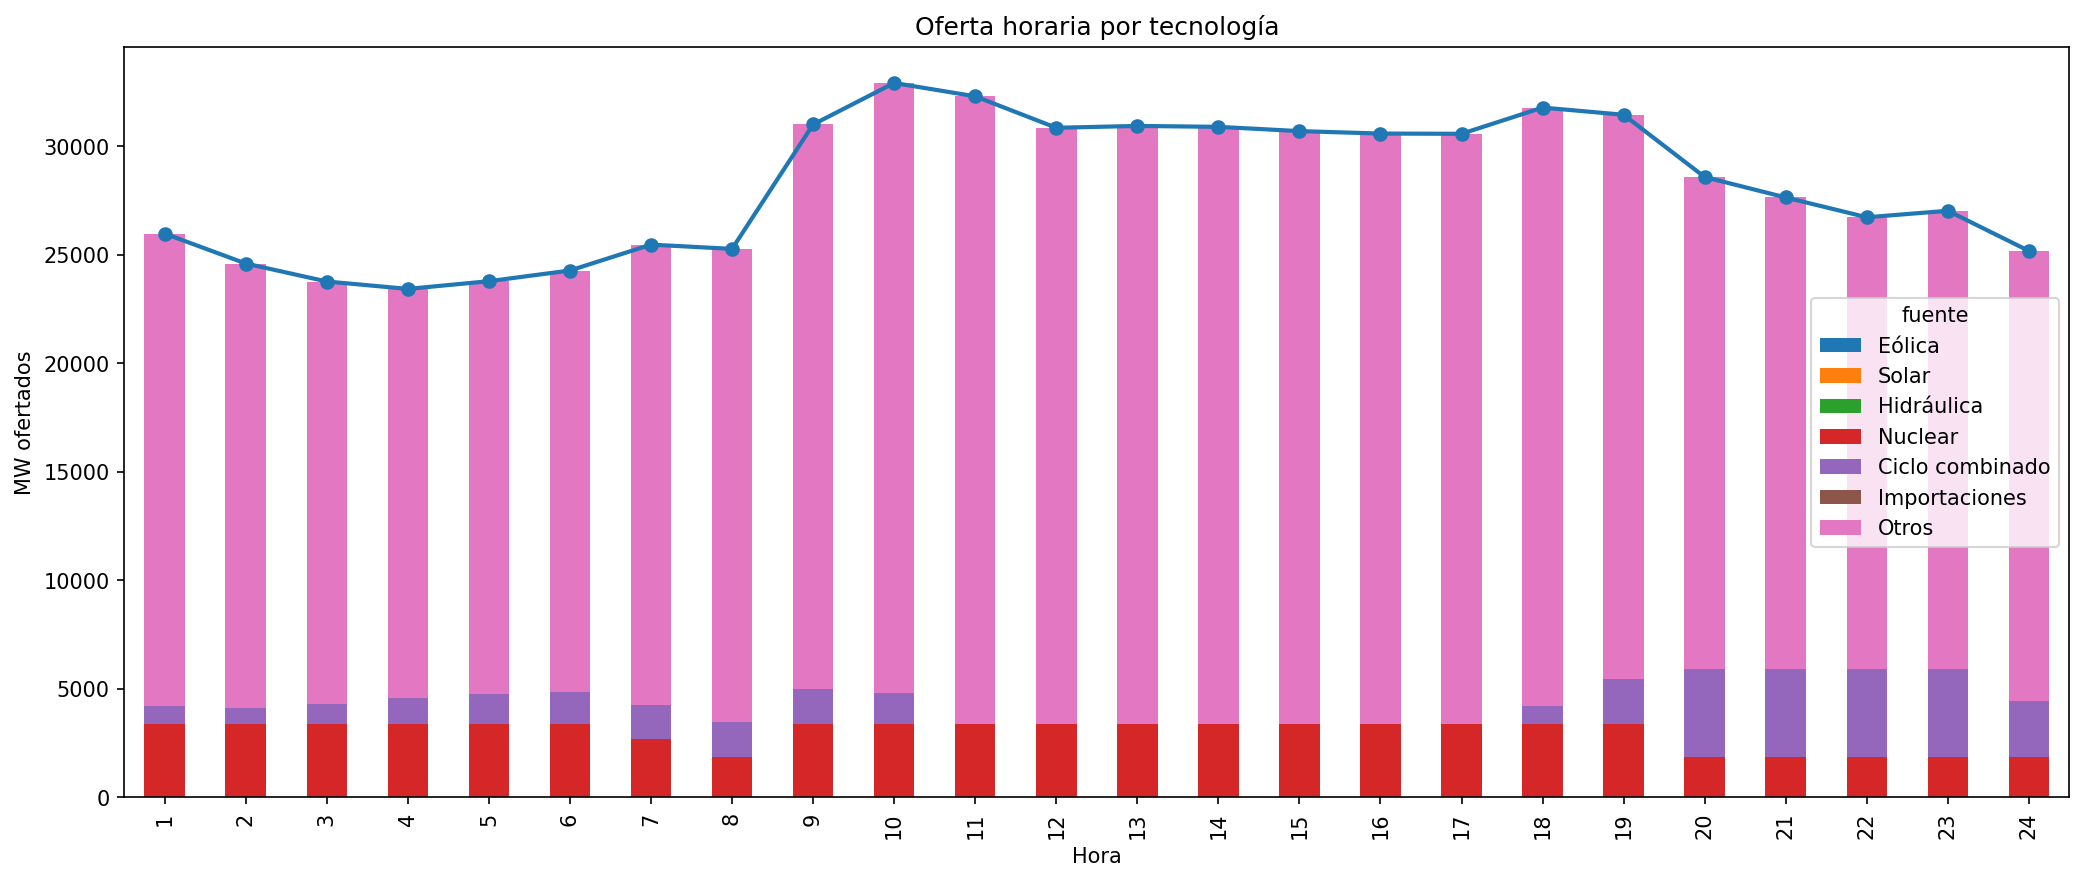 Oferta horaria por tecnología
MW ofertados
30000
25000
20000
15000
10000
5000
0
fuente
Eólica
Solar
Hidráulica
Nuclear
Ciclo combinado
Importaciones
Otros
1 2 3 4 5 6 7 8 9 10 11 12 13 14 15 16 17 18 19 20 21 22 23 24
Hora